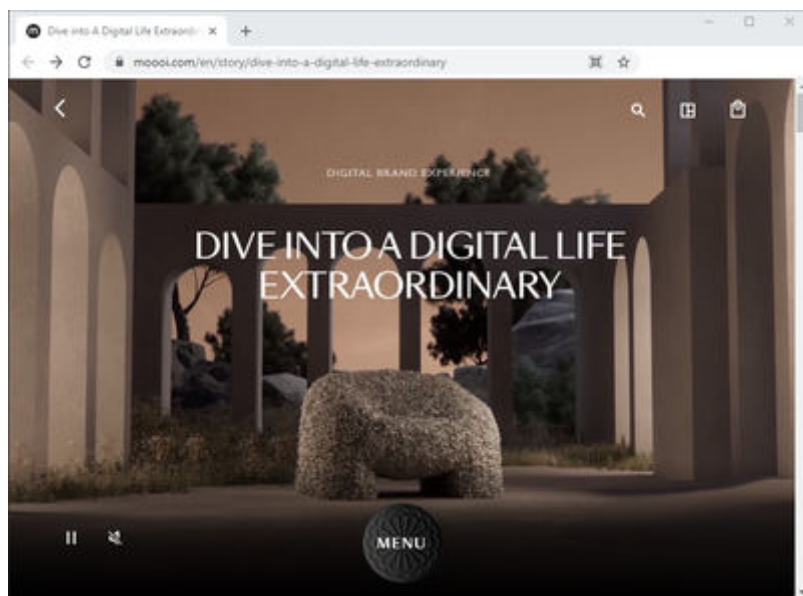 Dive into A Digital Life Extraordin
moooi.com/en/story/dive-into-a-digital-life-extraordinary
DIGITAL BRAND EXPERIENCE
DIVE INTO A DIGITAL LIFE
EXTRAORDINARY
MENU